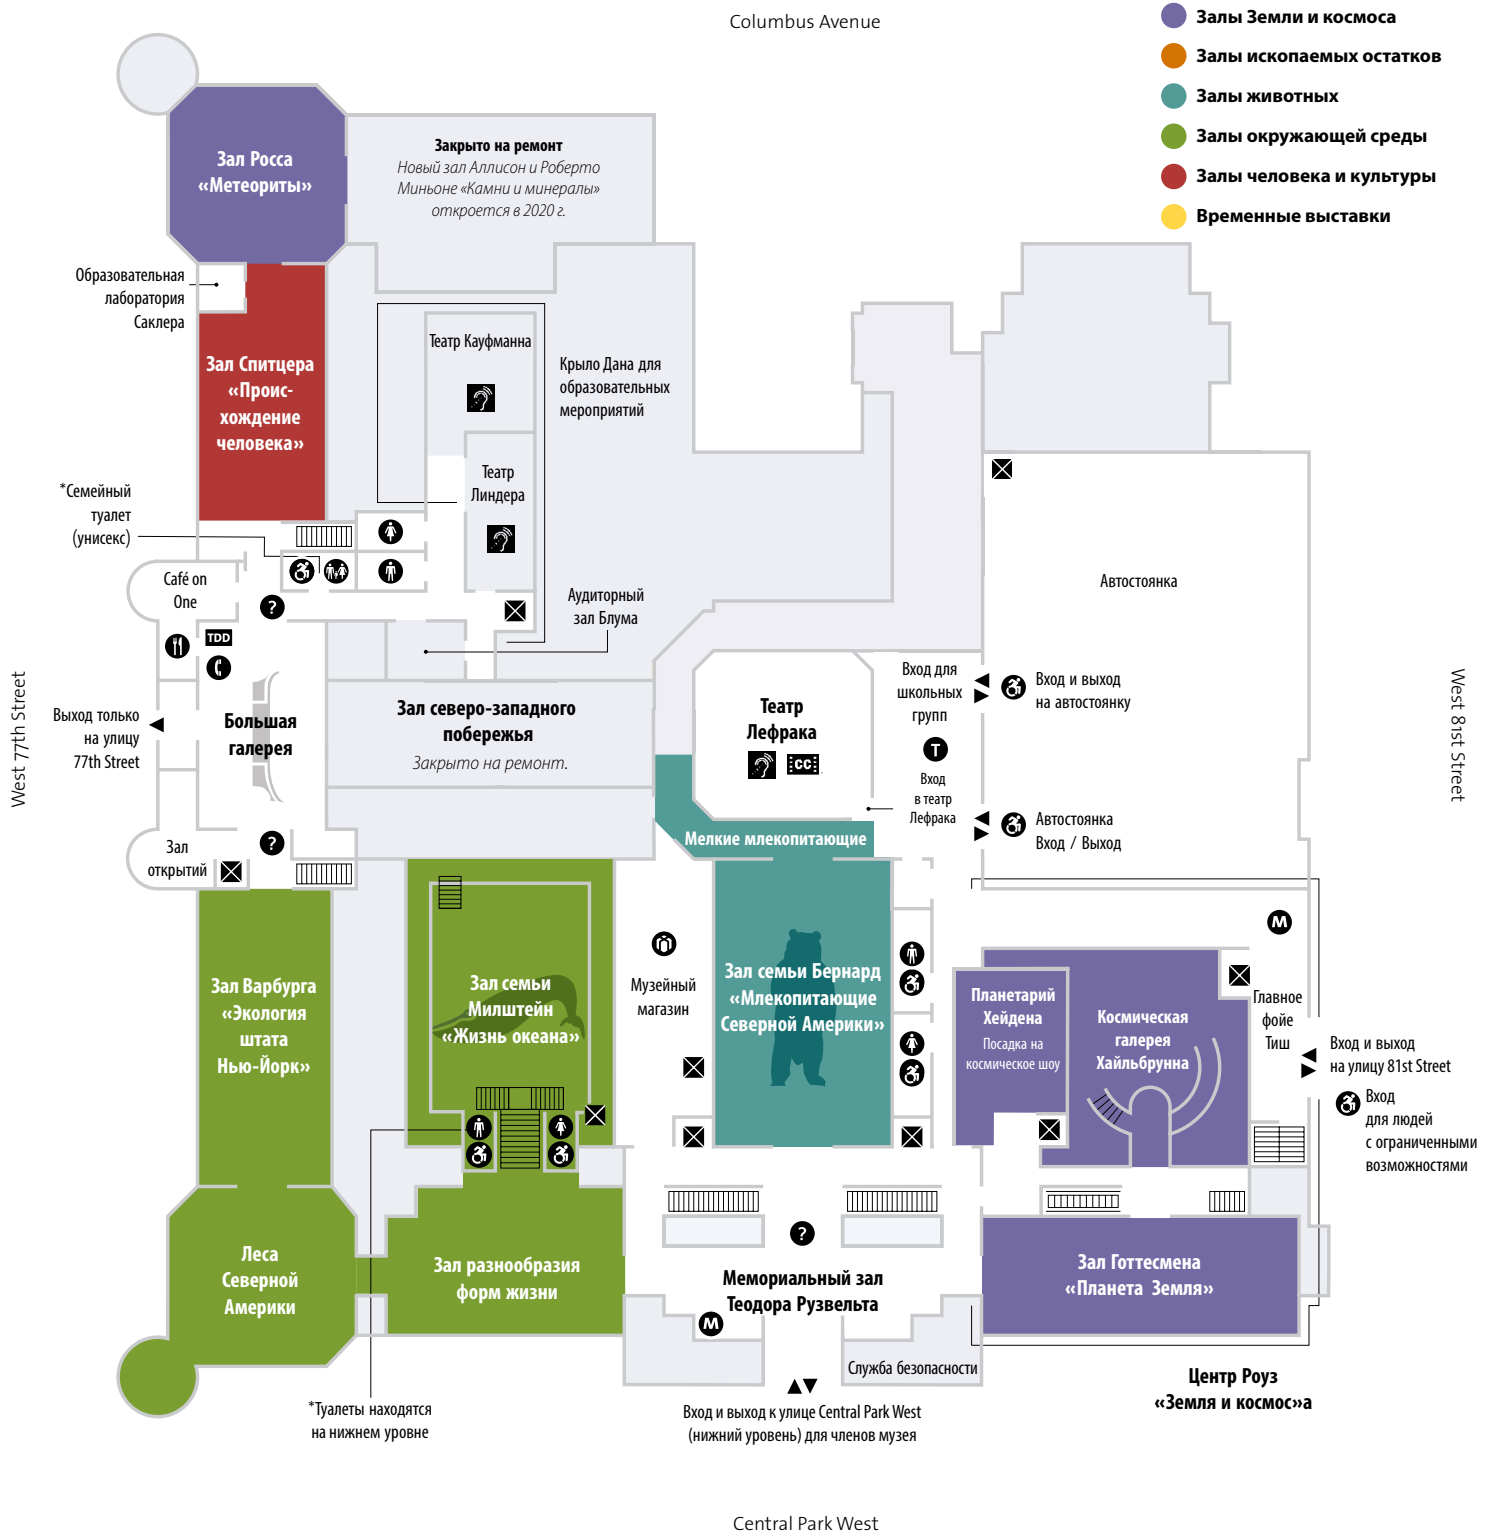 Columbus Avenue
Залы Земли и космоса
Залы ископаемых остатков
Залы животных
Залы окружающей среды
Залы человека и культуры
Временные выставки
Зал Росса
«Метеориты»
Закрыто на ремонт
Новый зал Аллисон и Роберто
Миньоне «Камни и минералы»
откроется в 2020 г.
Образовательная
лаборатория
Саклера
Зал Спитцера
«Проис-
хождение
человека»
Театр Кауфманна
Крыло Дана для
образовательных
мероприятий
Театр
Линдера
*Семейный
туалет
(унисекс)
Café on
One
?
TDD
Аудиторный
зал Блума
Автостоянка
West 77th Street
Выход только
на улицу
77th Street
Большая
галерея
Зал северо-западного
побережья
Закрыто на ремонт.
Театр
Лефрака
CC
Вход для
школьных
групп
T
Вход
в театр
Лефрака
Вход и выход
на автостоянку
Автостоянка
Вход / Выход
West 81st Street
Зал
открытий
?
Мелкие млекопитающие
Зал Варбурга
«Экология
штата
Нью-Йорк»
Зал семьи
Милштейн
«Жизнь океана»
Музейный
магазин
Зал семьи Бернард
«Млекопитающие
Северной Америки»
Планетарий
Хейдена
Посадка на
космическое шоу
Космическая
галерея
Хайльбрунна
M
Главное
фойе
Тиш
Вход и выход
на улицу 81st Street
Вход
для людей
с ограниченными
возможностями
Леса
Северной
Америки
Зал разнообразия
форм жизни
?
Мемориальный зал
Теодора Рузвельта
M
Зал Готтесмена
«Планета Земля»
Служба безопасности
Центр Роуз
«Земля и космос»а
*Туалеты находятся
на нижнем уровне
Вход и выход к улице Central Park West
(нижний уровень) для членов музея
Central Park West